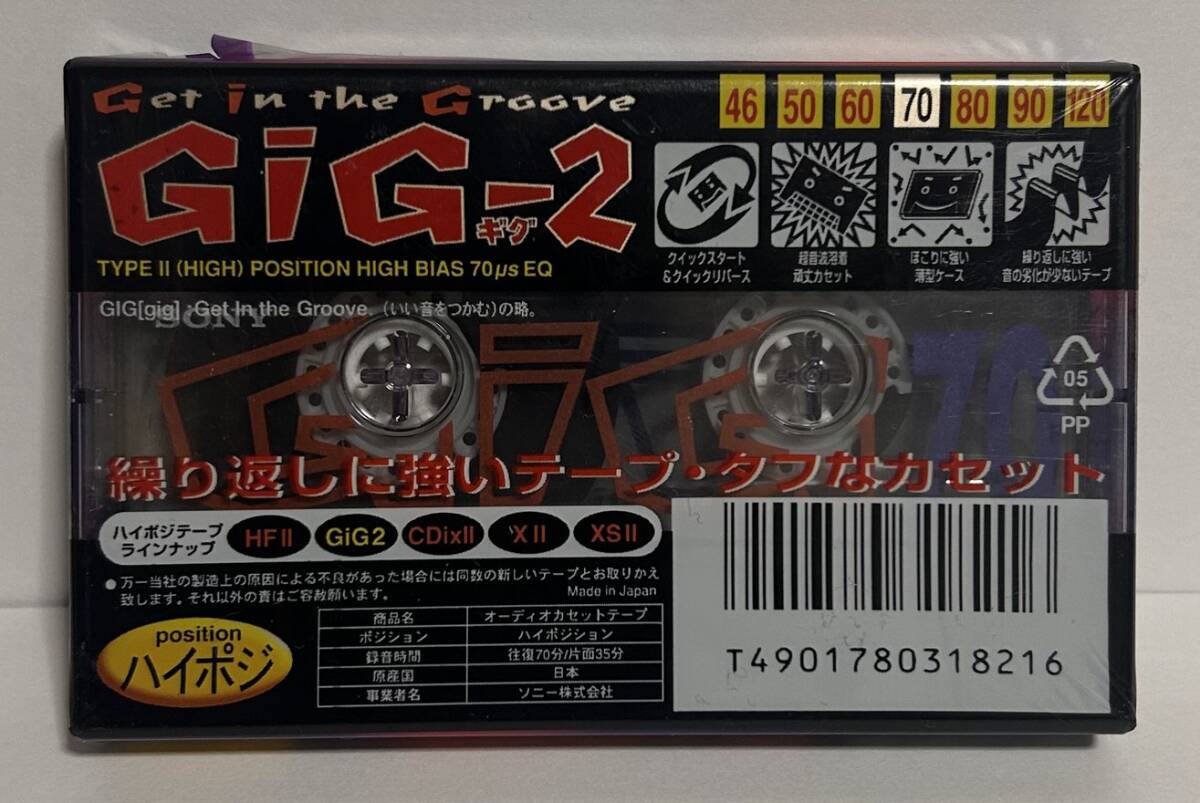 Get in the Groove
46 50 60 70 80 90 120
GiG-2
ギグ
TYPE II (HIGH) POSITION HIGH BIAS 70μs EQ
クイックスタート
&クイックリバース
超音波溶着
頑丈カセット
ほこりに強い
薄型ケース
繰り返しに強い
音の劣化が少ないテープ
GIG[gig] :Get In the Groove.（いい音をつかむ）の略。
SONY
GiG 70
05
PP
繰り返しに強いテープ・タフなカセット
ハイポジテープ
ラインナップ
HFII GiG2 CDixII XII XSII
●万一当社の製造上の原因による不良があった場合には同数の新しいテープとお取りかえ
致します。それ以外の責はご容赦願います。
Made in Japan
position
ハイポジ
商品名 オーディオカセットテープ
ポジション ハイポジション
録音時間 往復70分/片面35分
原産国 日本
事業者名 ソニー株式会社
T4901780318216